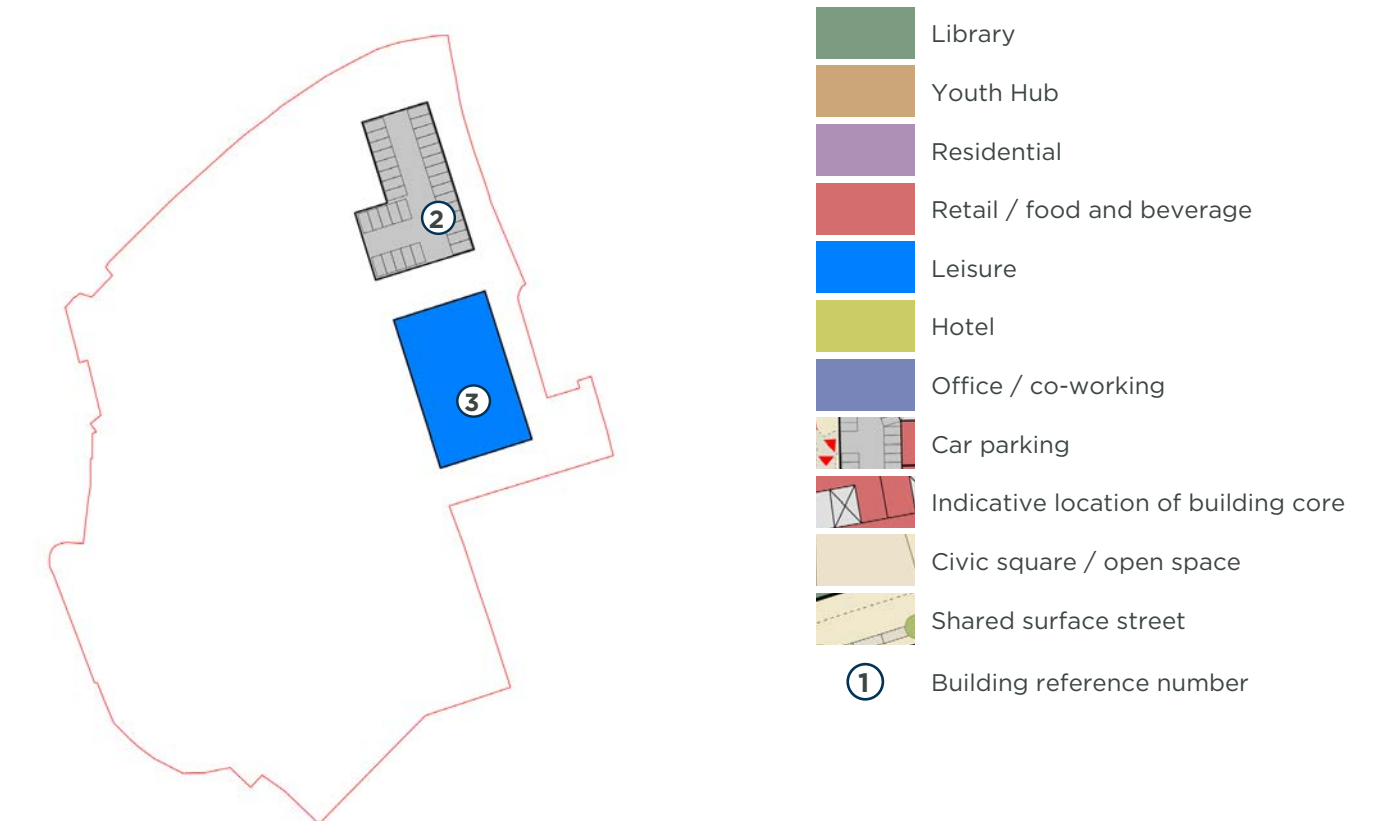 2
3
Library
Youth Hub
Residential
Retail / food and beverage
Leisure
Hotel
Office / co-working
Car parking
Indicative location of building core
Civic square / open space
Shared surface street
1 Building reference number